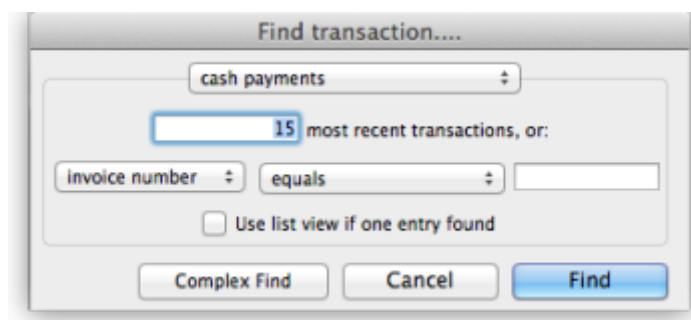 Find transaction....
cash payments
15 most recent transactions, or:
invoice number equals
Use list view if one entry found
Complex Find Cancel Find